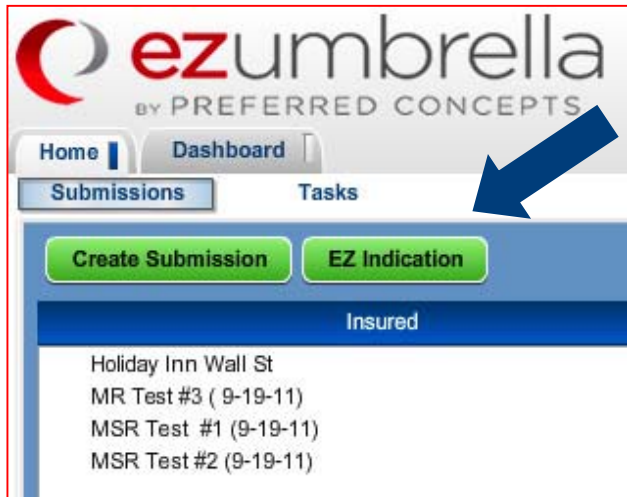 ezumbrella
BY PREFERRED CONCEPTS
Home Dashboard
Submissions Tasks
Create Submission EZ Indication
Insured
Holiday Inn Wall St
MR Test #3 ( 9-19-11)
MSR Test #1 (9-19-11)
MSR Test #2 (9-19-11)